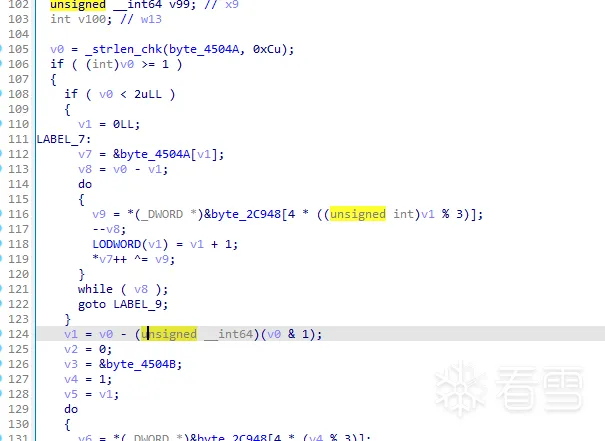 102 unsigned __int64 v99; // x9
103 int v100; // w13
104
105 v0 = _strlen_chk(byte_4504A, 0xCu);
106 if ( (int)v0 >= 1 )
107 {
108 if ( v0 < 2uLL )
109 {
110 v1 = 0LL;
111 LABEL_7:
112 v7 = &byte_4504A[v1];
113 v8 = v0 - v1;
114 do
115 {
116 v9 = *(_DWORD *)&byte_2C948[4 * ((unsigned int)v1 % 3)];
117 --v8;
118 LODWORD(v1) = v1 + 1;
119 *v7++ ^= v9;
120 }
121 while ( v8 );
122 goto LABEL_9;
123 }
124 v1 = v0 - (unsigned __int64)(v0 & 1);
125 v2 = 0;
126 v3 = &byte_4504B;
127 v4 = 1;
128 v5 = v1;
129 do
130 {
131 v6 = *(_DWORD *)&byte_2C948[4 * (v4 % 3)];
看雪